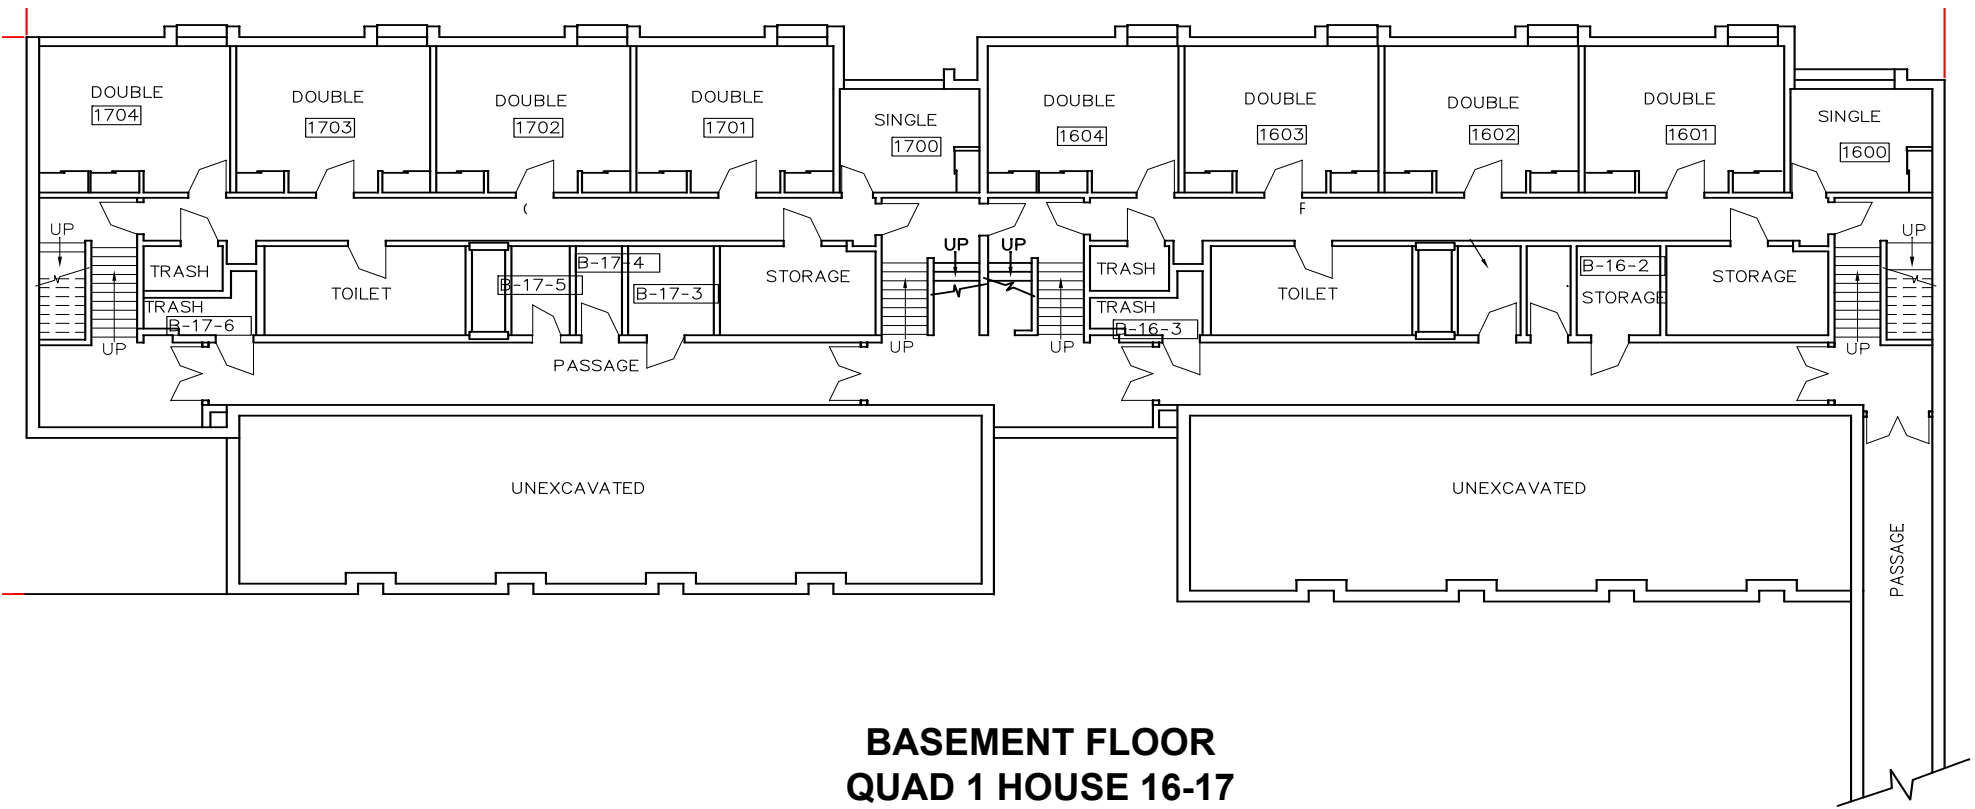 DOUBLE
1704
DOUBLE
1703
DOUBLE
1702
DOUBLE
1701
SINGLE
1700
DOUBLE
1604
DOUBLE
1603
DOUBLE
1602
DOUBLE
1601
SINGLE
1600
UP
UP
UP
UP
TRASH
TRASH
B-17-6
UP
TOILET
B-17-5
B-17-4
B-17-3
STORAGE
UP
PASSAGE
TRASH
TRASH
B-16-3
UP
TOILET
B-16-2
STORAGE
STORAGE
UP
UNEXCAVATED
UNEXCAVATED
PASSAGE
BASEMENT FLOOR
QUAD 1 HOUSE 16-17